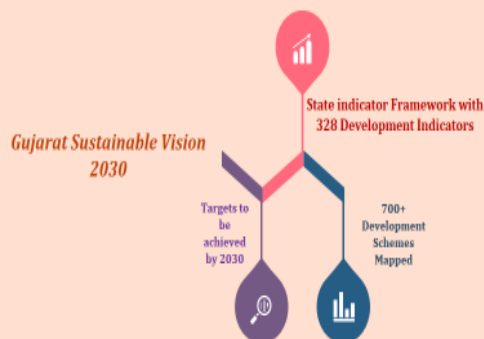 Gujarat Sustainable Vision
2030
State indicator Framework with
328 Development Indicators
Targets to
be
achieved
by 2030
700+
Development
Schemes
Mapped